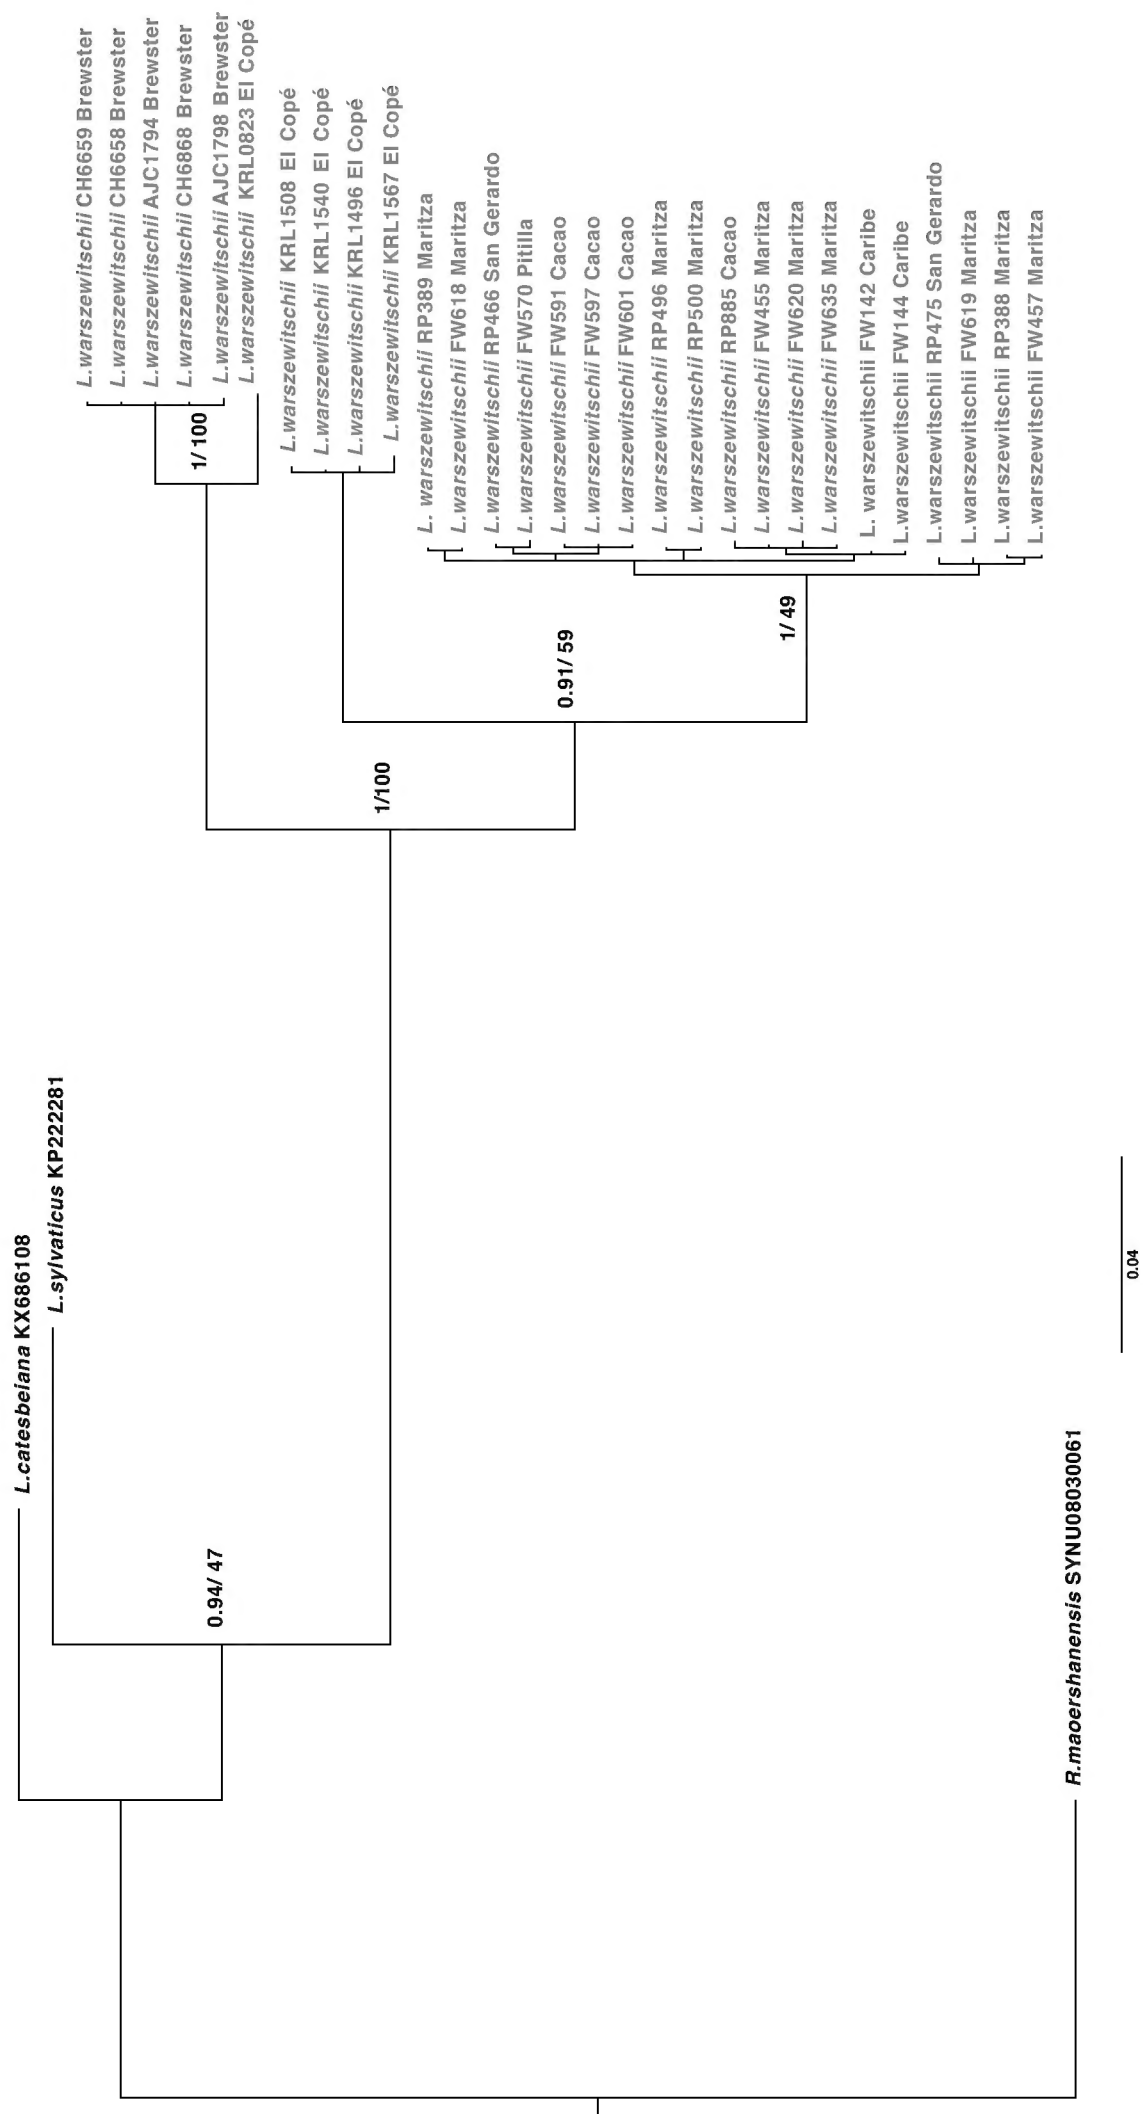 L.catesbeiana KX686108
L.sylvaticus KP222281
L.warszewitschii CH6659 Brewster
L.warszewitschii CH6658 Brewster
L.warszewitschii AJC1794 Brewster
L.warszewitschii CH6868 Brewster
L.warszewitschii AJC1798 Brewster
L.warszewitschii KRL0823 El Copé
L.warszewitschii KRL1508 El Copé
L.warszewitschii KRL1540 El Copé
L.warszewitschii KRL1496 El Copé
L.warszewitschii KRL1567 El Copé
L. warszewitschii RP389 Maritza
L.warszewitschii FW618 Maritza
L.warszewitschii RP466 San Gerardo
L.warszewitschii FW570 Pitilla
L.warszewitschii FW591 Cacao
L.warszewitschii FW597 Cacao
L.warszewitschii FW601 Cacao
L.warszewitschii RP496 Maritza
L.warszewitschii RP500 Maritza
L.warszewitschii RP885 Cacao
L.warszewitschii FW455 Maritza
L.warszewitschii FW620 Maritza
L.warszewitschii FW635 Maritza
L. warszewitschii FW142 Caribe
L.warszewitschii FW144 Caribe
L.warszewitschii RP475 San Gerardo
L.warszewitschii FW619 Maritza
L.warszewitschii RP388 Maritza
L.warszewitschii FW457 Maritza
R.maoershanensis SYNU08030061
1/ 100
0.91/ 59
1/ 49
1/100
0.94/ 47
0.04